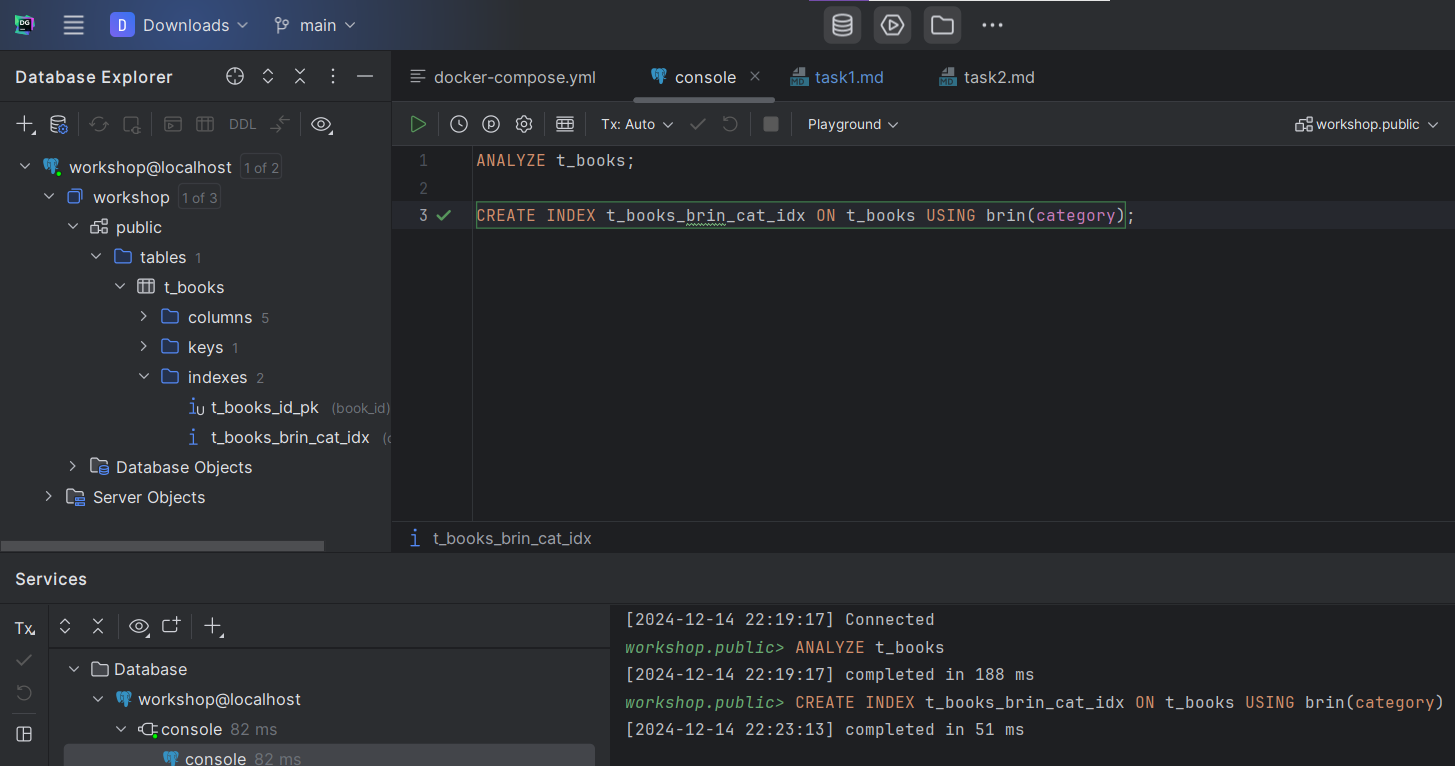 DG D Downloads main
Database Explorer
docker-compose.yml console task1.md task2.md
DDL
Tx: Auto Playground workshop.public
workshop@localhost 1 of 2
workshop 1 of 3
public
tables 1
t_books
columns 5
keys 1
indexes 2
t_books_id_pk (book_id)
t_books_brin_cat_idx (c
Database Objects
Server Objects
1 ANALYZE t_books;
2
3 CREATE INDEX t_books_brin_cat_idx ON t_books USING brin(category);
t_books_brin_cat_idx
Services
Tx
Database
workshop@localhost
console 82 ms
console 82 ms
[2024-12-14 22:19:17] Connected
workshop.public> ANALYZE t_books
[2024-12-14 22:19:17] completed in 188 ms
workshop.public> CREATE INDEX t_books_brin_cat_idx ON t_books USING brin(category)
[2024-12-14 22:23:13] completed in 51 ms